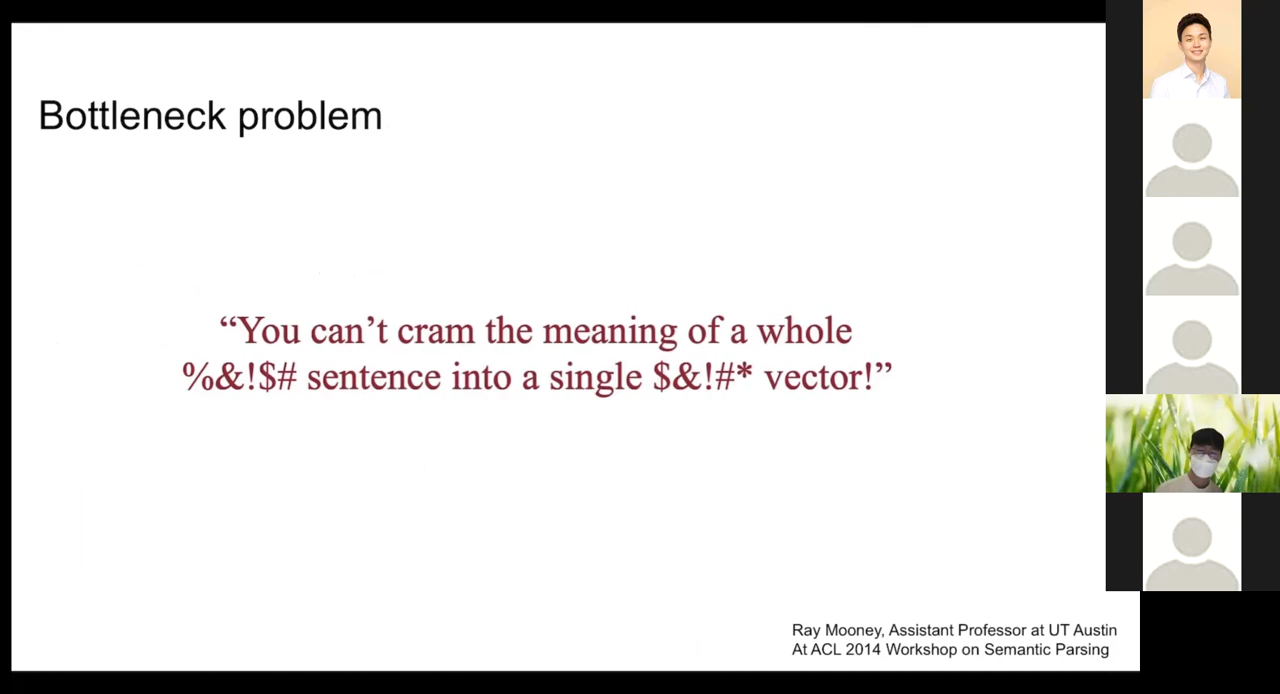 Bottleneck problem
“You can’t cram the meaning of a whole
%&!$# sentence into a single $&!#* vector!”
Ray Mooney, Assistant Professor at UT Austin
At ACL 2014 Workshop on Semantic Parsing